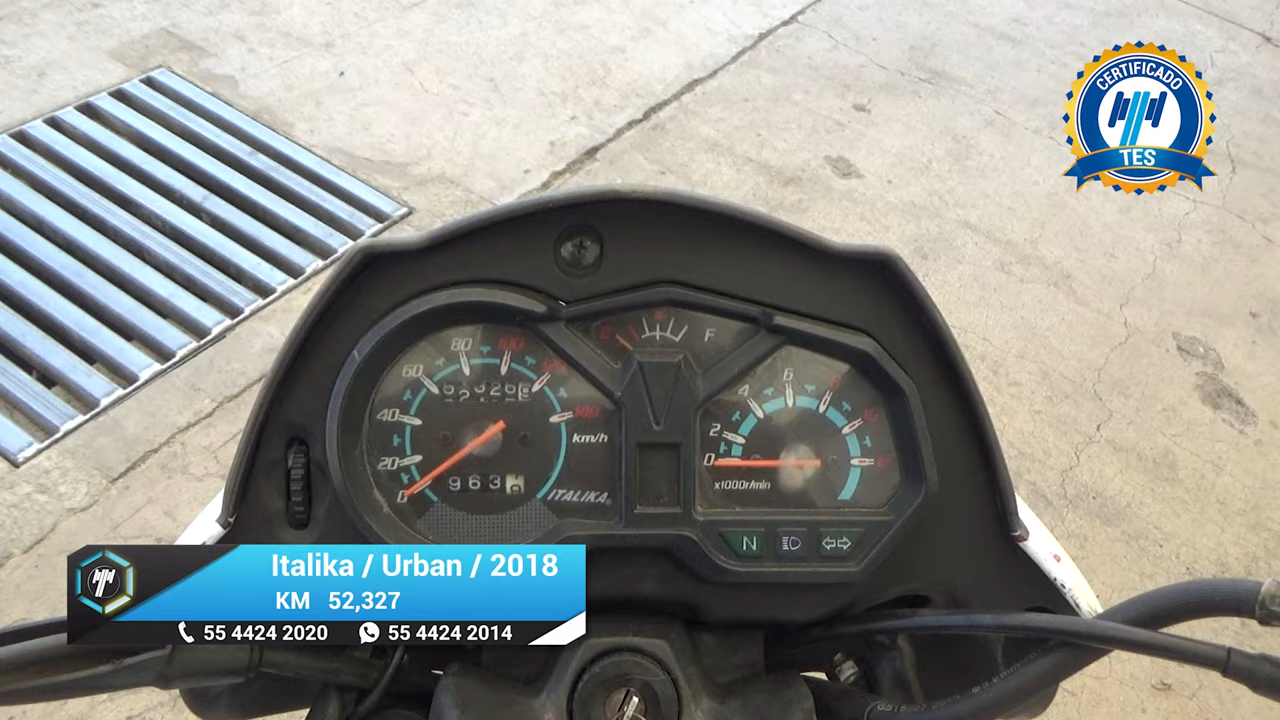 CERTIFICADO
TES
E F
0 20 40 60 80 100 120 140
km/h
963
ITALIKA
0 2 4 6 8 10 12
x1000r/min
N
Italika / Urban / 2018
KM 52,327
55 4424 2020 55 4424 2014